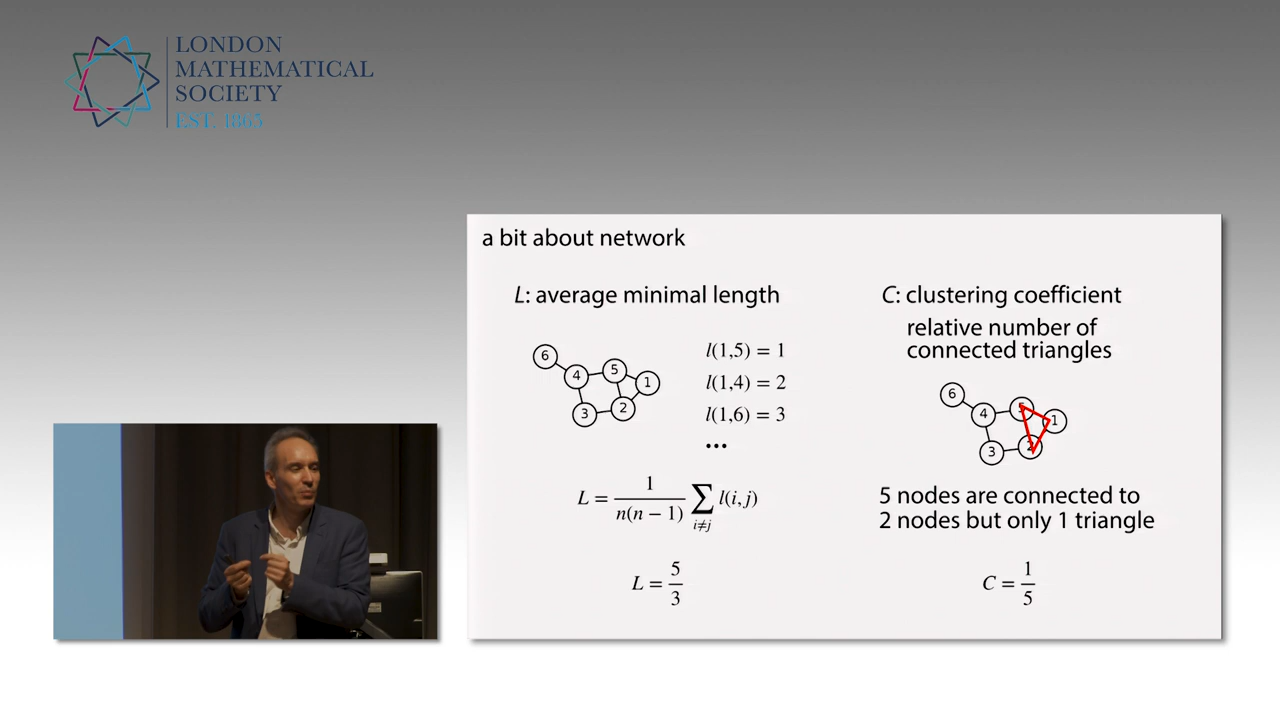 LONDON
MATHEMATICAL
SOCIETY
EST. 1865
a bit about network
L: average minimal length
6
4
5
1
3
2
l(1,5) = 1
l(1,4) = 2
l(1,6) = 3
...
L = 1/n(n − 1) ∑ i≠j l(i,j)
L = 5/3
C: clustering coefficient
relative number of
connected triangles
6
4
5
1
3
2
5 nodes are connected to
2 nodes but only 1 triangle
C = 1/5